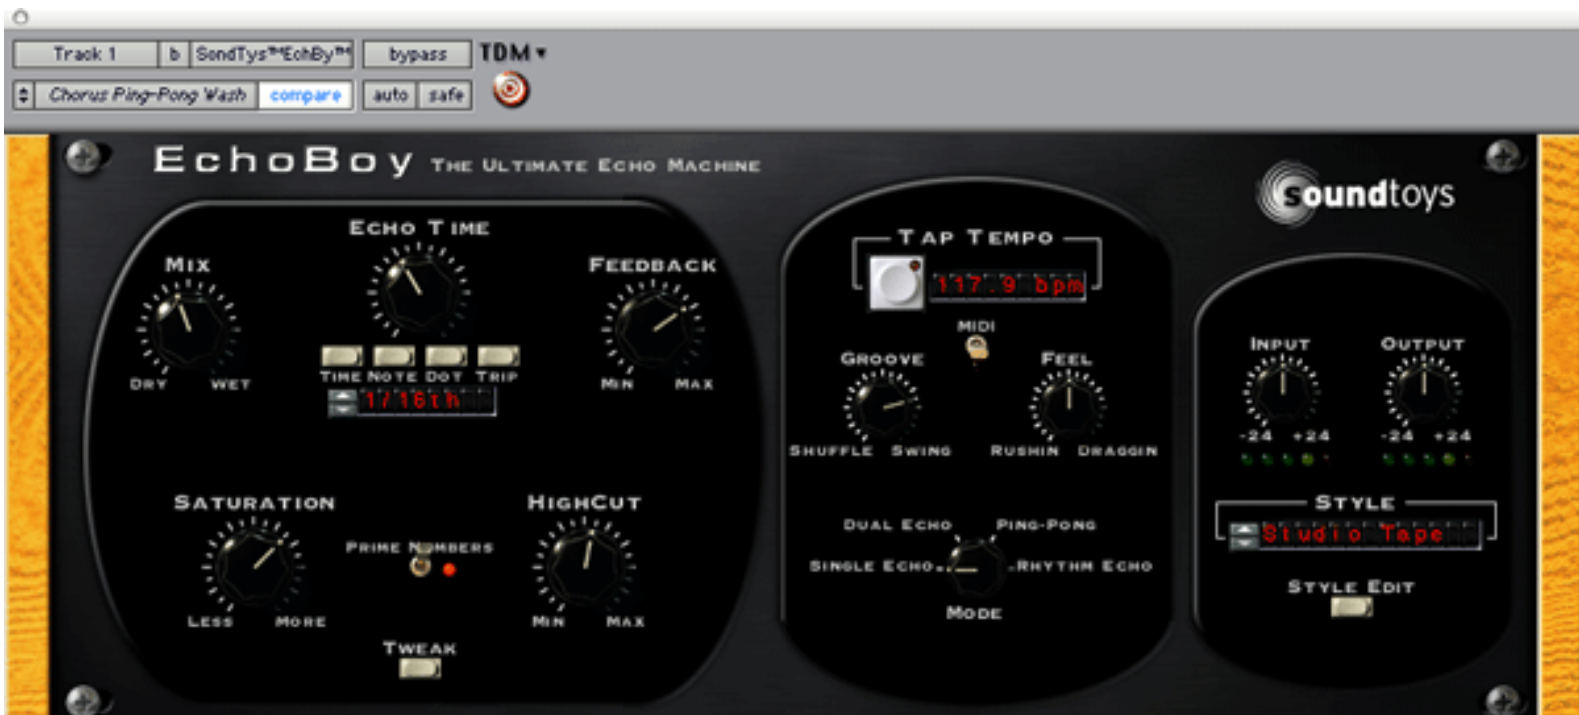 Track 1 b SondTys™EchBy™ bypass TDM
Chorus Ping-Pong Wash compare auto safe
EchoBoy The Ultimate Echo Machine
soundtoys
Echo Time
Mix
Feedback
Dry Wet
Time Note Dot Trip
Min Max
1/16th
Saturation
HighCut
Prime Numbers
Less More
Min Max
Tweak
Tap Tempo
117.9 bpm
MIDI
Groove Feel
Shuffle Swing Rushin Draggin
Dual Echo Ping-Pong
Single Echo Rhythm Echo
Mode
Input Output
-24 +24 -24 +24
Style
Studio Tape
Style Edit